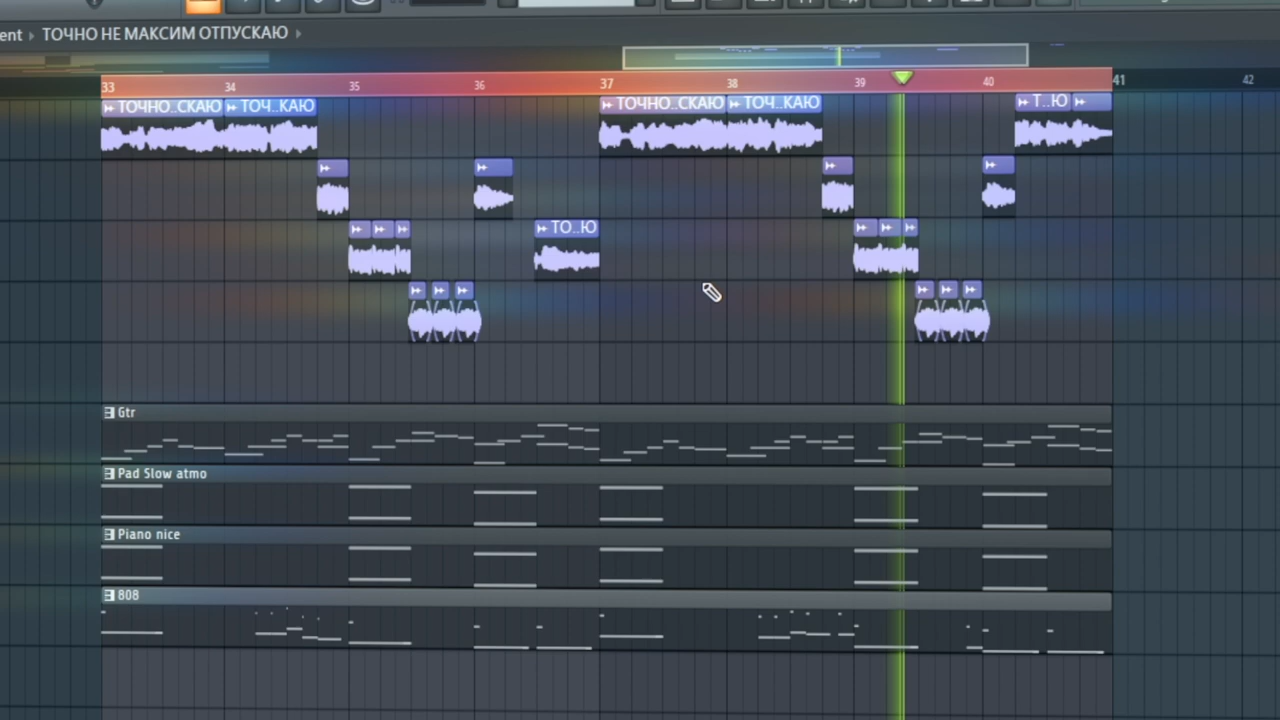 ent ▸ ТОЧНО НЕ МАКСИМ ОТПУСКАЮ ▸
33 34 35 36 37 38 39 40 41 42
ТОЧНО..СКАЮ ТОЧ..КАЮ ТОЧНО..СКАЮ ТОЧ..КАЮ Т..Ю
ТО..Ю
Gtr
Pad Slow atmo
Piano nice
808